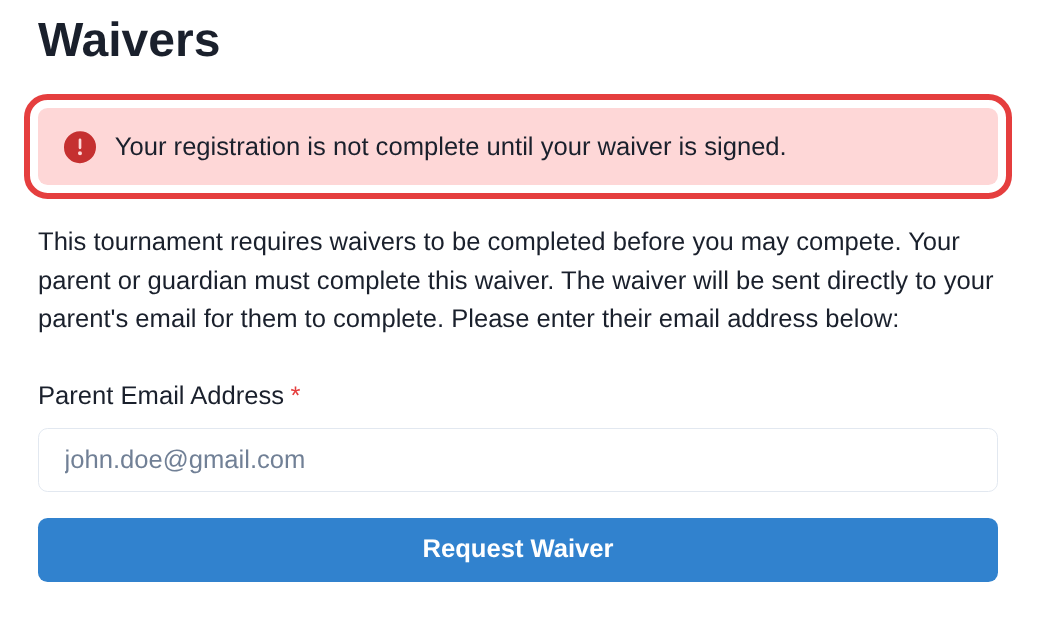 Waivers
Your registration is not complete until your waiver is signed.
This tournament requires waivers to be completed before you may compete. Your
parent or guardian must complete this waiver. The waiver will be sent directly to your
parent's email for them to complete. Please enter their email address below:
Parent Email Address *
john.doe@gmail.com
Request Waiver